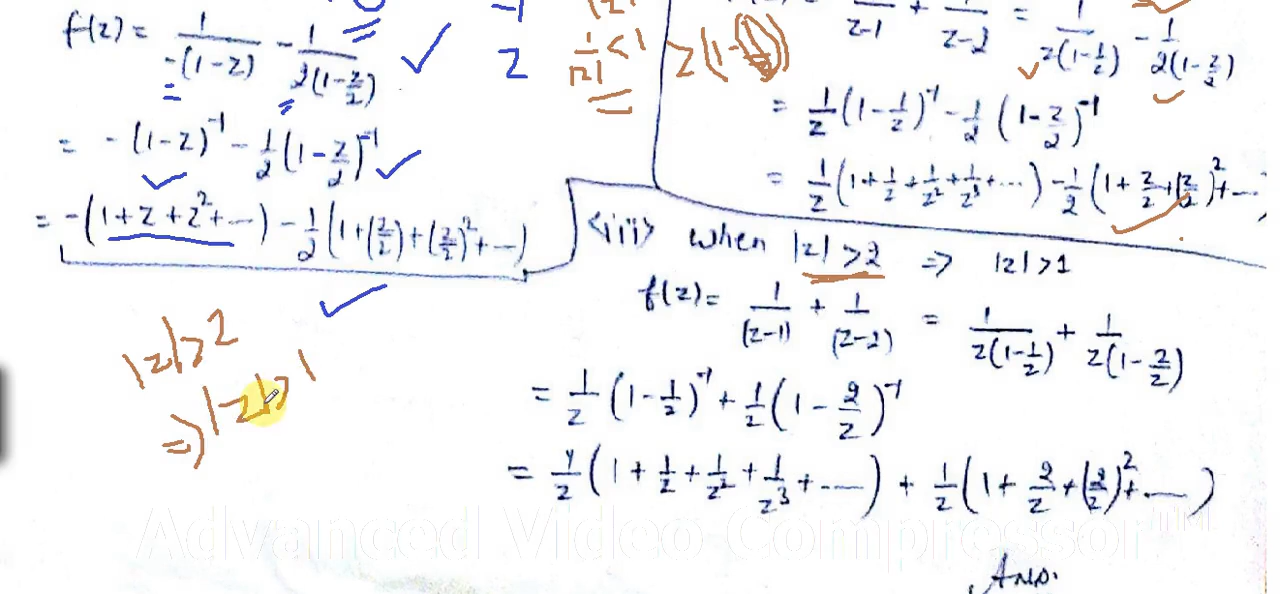 f(z) = 1/-(1-z) - 1/2(1-z/2)
= -(1-z)^-1 - 1/2(1-z/2)^-1
= -(1+z+z^2+---) - 1/2(1+(z/2)+(z/2)^2+---)
-1
2
|z|
1/|z| < 1
z(1-
1/z-1 + 1/z-2 = 1/z(1-1/z) - 1/2(1-z/2)
= 1/z(1-1/z)^-1 - 1/2(1-z/2)^-1
= 1/z(1+1/z+1/z^2+1/z^3+...) - 1/2(1+z/2+(z/2)^2+---
<iii> when |z|>2 => |z|>1
f(z) = 1/(z-1) + 1/(z-2) = 1/z(1-1/z) + 1/z(1-2/z)
= 1/z(1-1/z)^-1 + 1/z(1-2/z)^-1
= 1/z(1+1/z+1/z^2+1/z^3+----) + 1/z(1+2/z+(2/z)^2+----)
Ans.
|z|>2
=> |z|>1
Advanced Video Compressor™